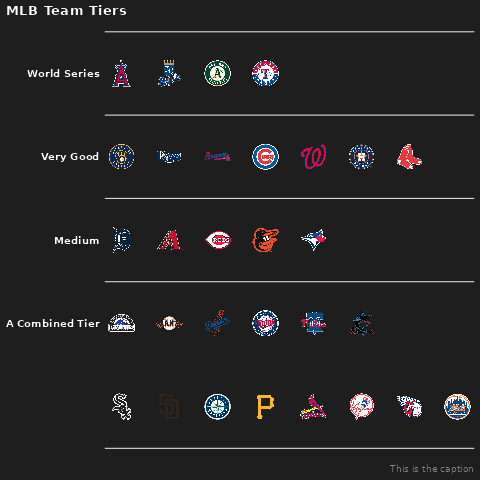 MLB Team Tiers
World Series
Very Good
Medium
A Combined Tier
This is the caption